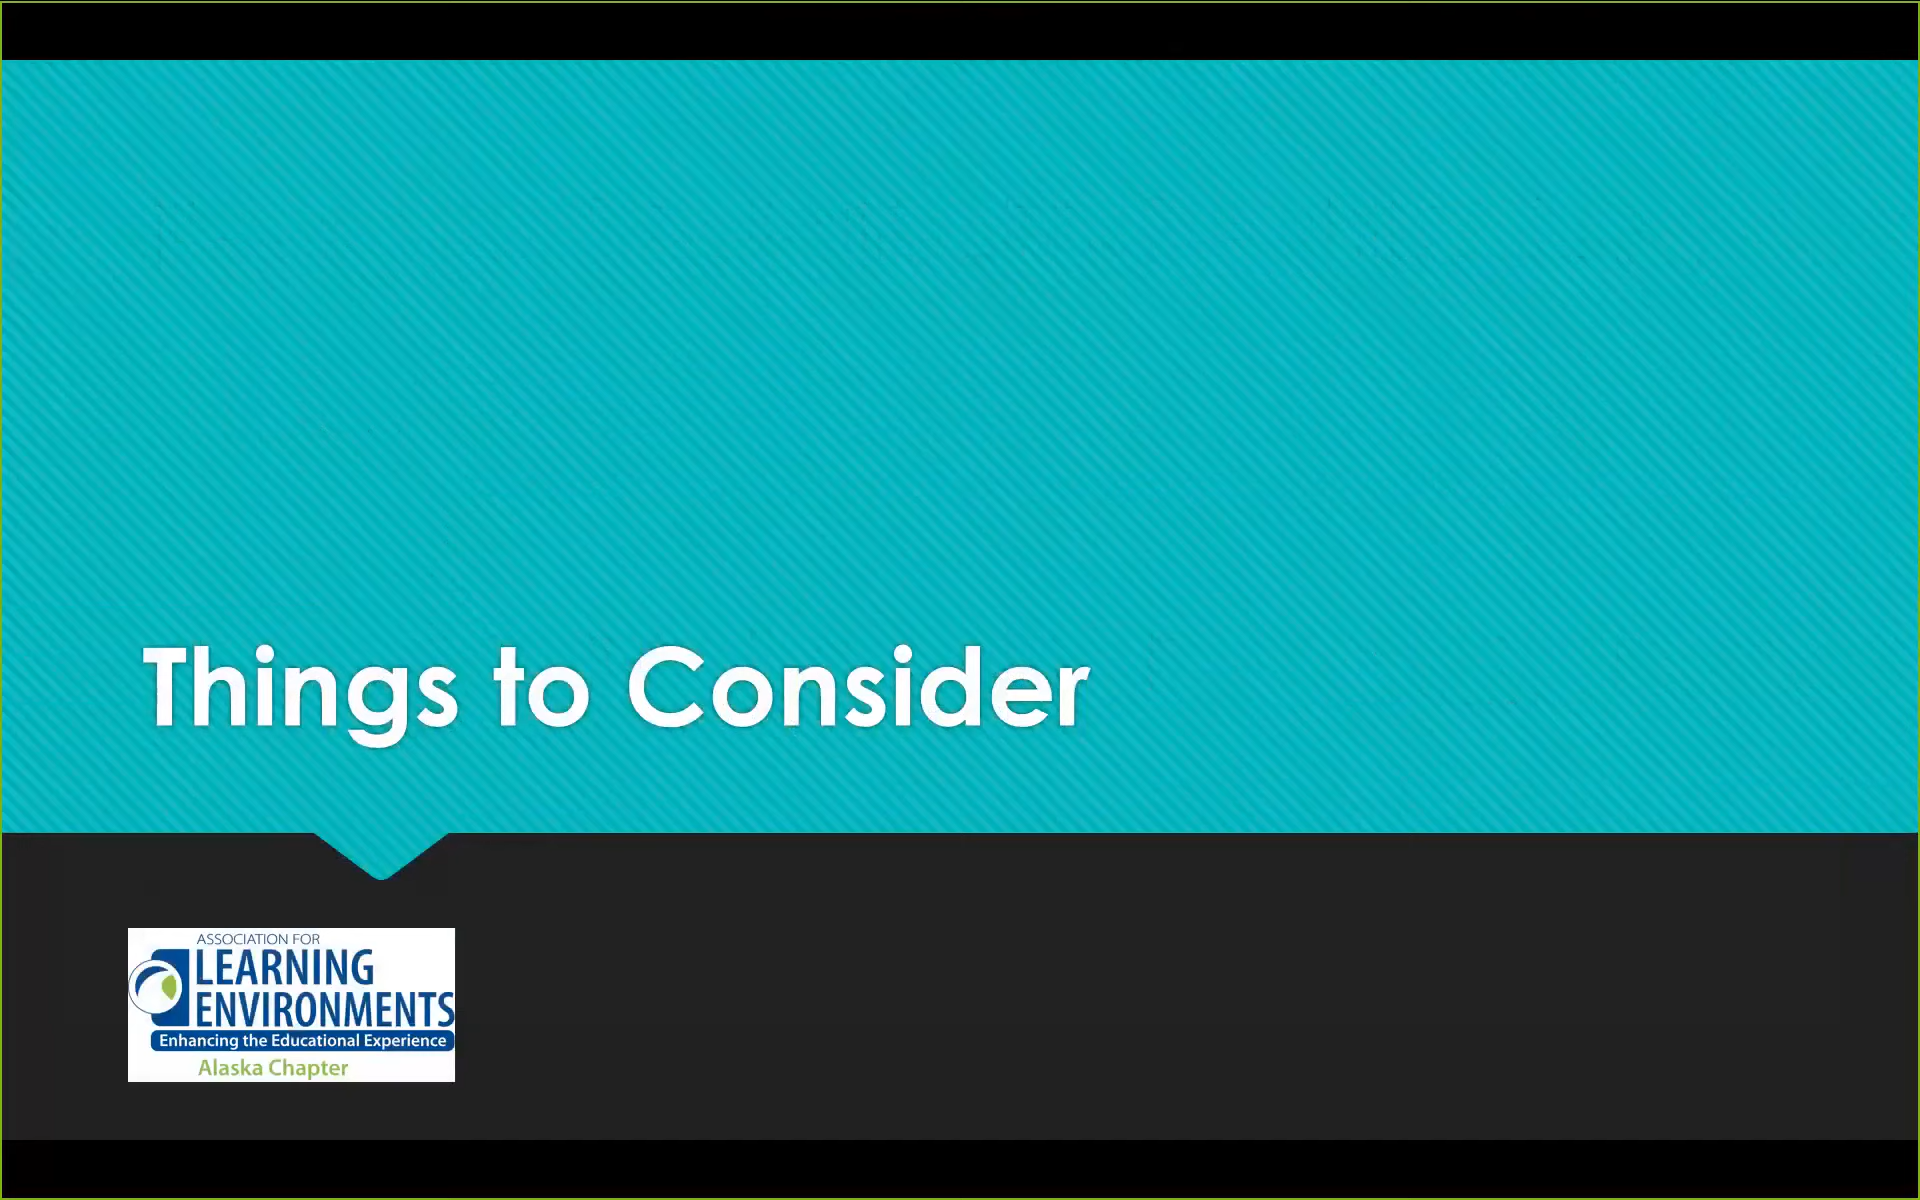 Things to Consider
ASSOCIATION FOR
LEARNING
ENVIRONMENTS
Enhancing the Educational Experience
Alaska Chapter